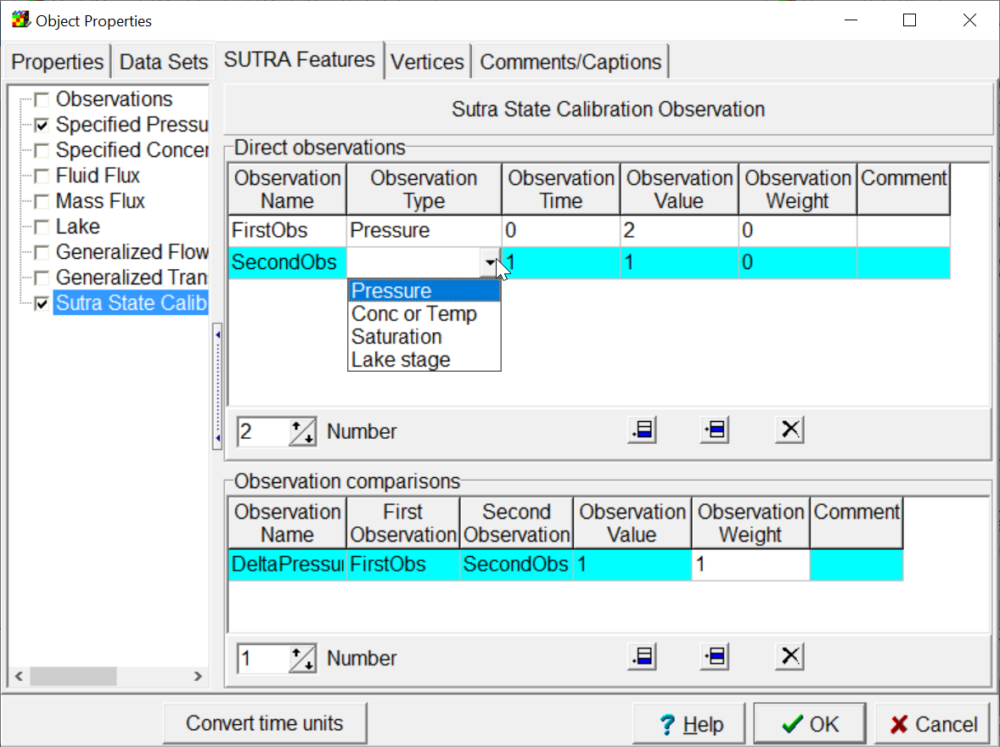 Object Properties
Properties Data Sets SUTRA Features Vertices Comments/Captions
Observations
Specified Pressu
Specified Concer
Fluid Flux
Mass Flux
Lake
Generalized Flow
Generalized Tran
Sutra State Calib
Sutra State Calibration Observation
Direct observations
Observation Name Observation Type Observation Time Observation Value Observation Weight Comment
FirstObs Pressure 0 2 0
SecondObs 1 1 0
Pressure
Conc or Temp
Saturation
Lake stage
2 Number
Observation comparisons
Observation Name First Observation Second Observation Observation Value Observation Weight Comment
DeltaPressur FirstObs SecondObs 1 1
1 Number
Convert time units ? Help OK Cancel